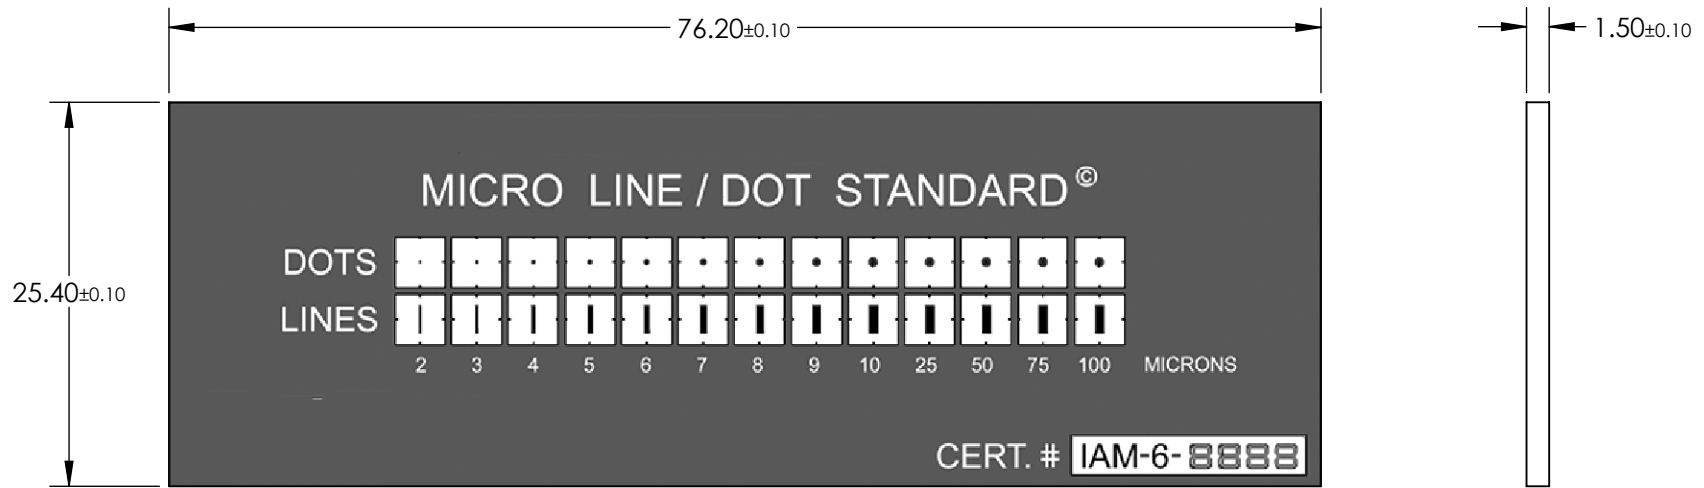 76.20±0.10
1.50±0.10
MICRO LINE / DOT STANDARD©
DOTS
25.40±0.10
LINES
2 3 4 5 6 7 8 9 10 25 50 75 100 MICRONS
CERT. # IAM-6-8888